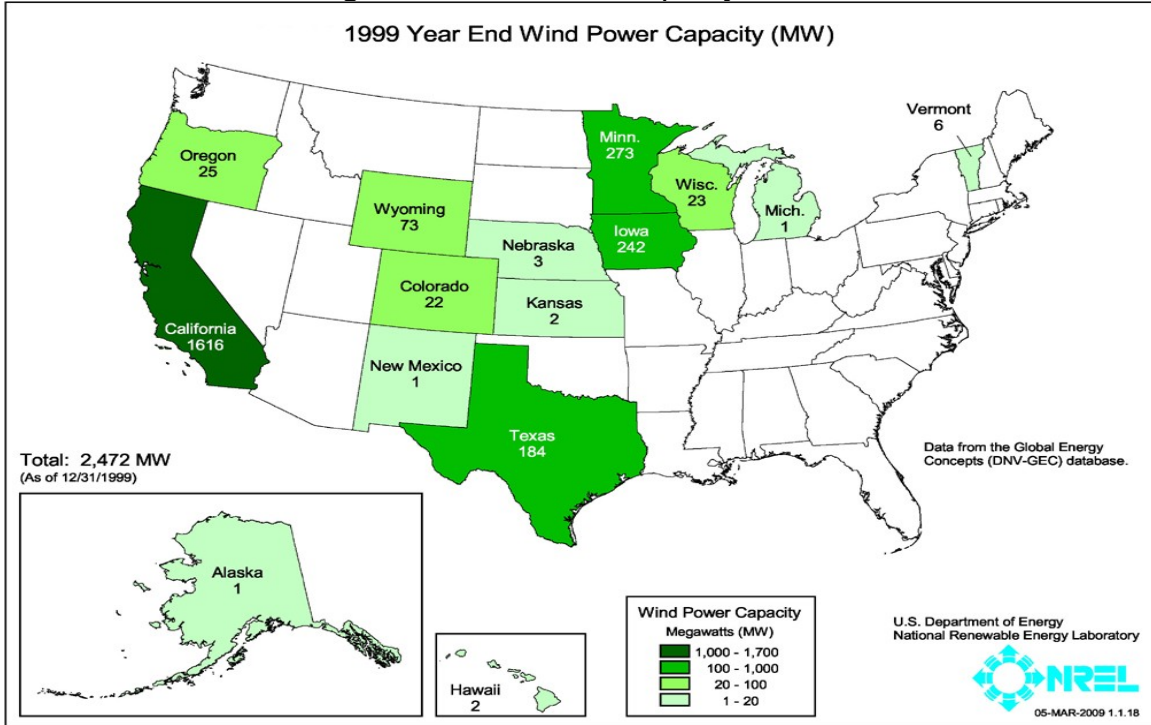 1999 Year End Wind Power Capacity (MW)
Vermont
6
Minn.
273
Oregon
25
Wisc.
23
Wyoming
73
Mich.
1
Iowa
242
Nebraska
3
Colorado
22
Kansas
2
California
1616
New Mexico
1
Texas
184
Data from the Global Energy
Concepts (DNV-GEC) database.
Total: 2,472 MW
(As of 12/31/1999)
Alaska
1
Hawaii
2
Wind Power Capacity
Megawatts (MW)
1,000 - 1,700
100 - 1,000
20 - 100
1 - 20
U.S. Department of Energy
National Renewable Energy Laboratory
NREL
05-MAR-2009 1.1.18